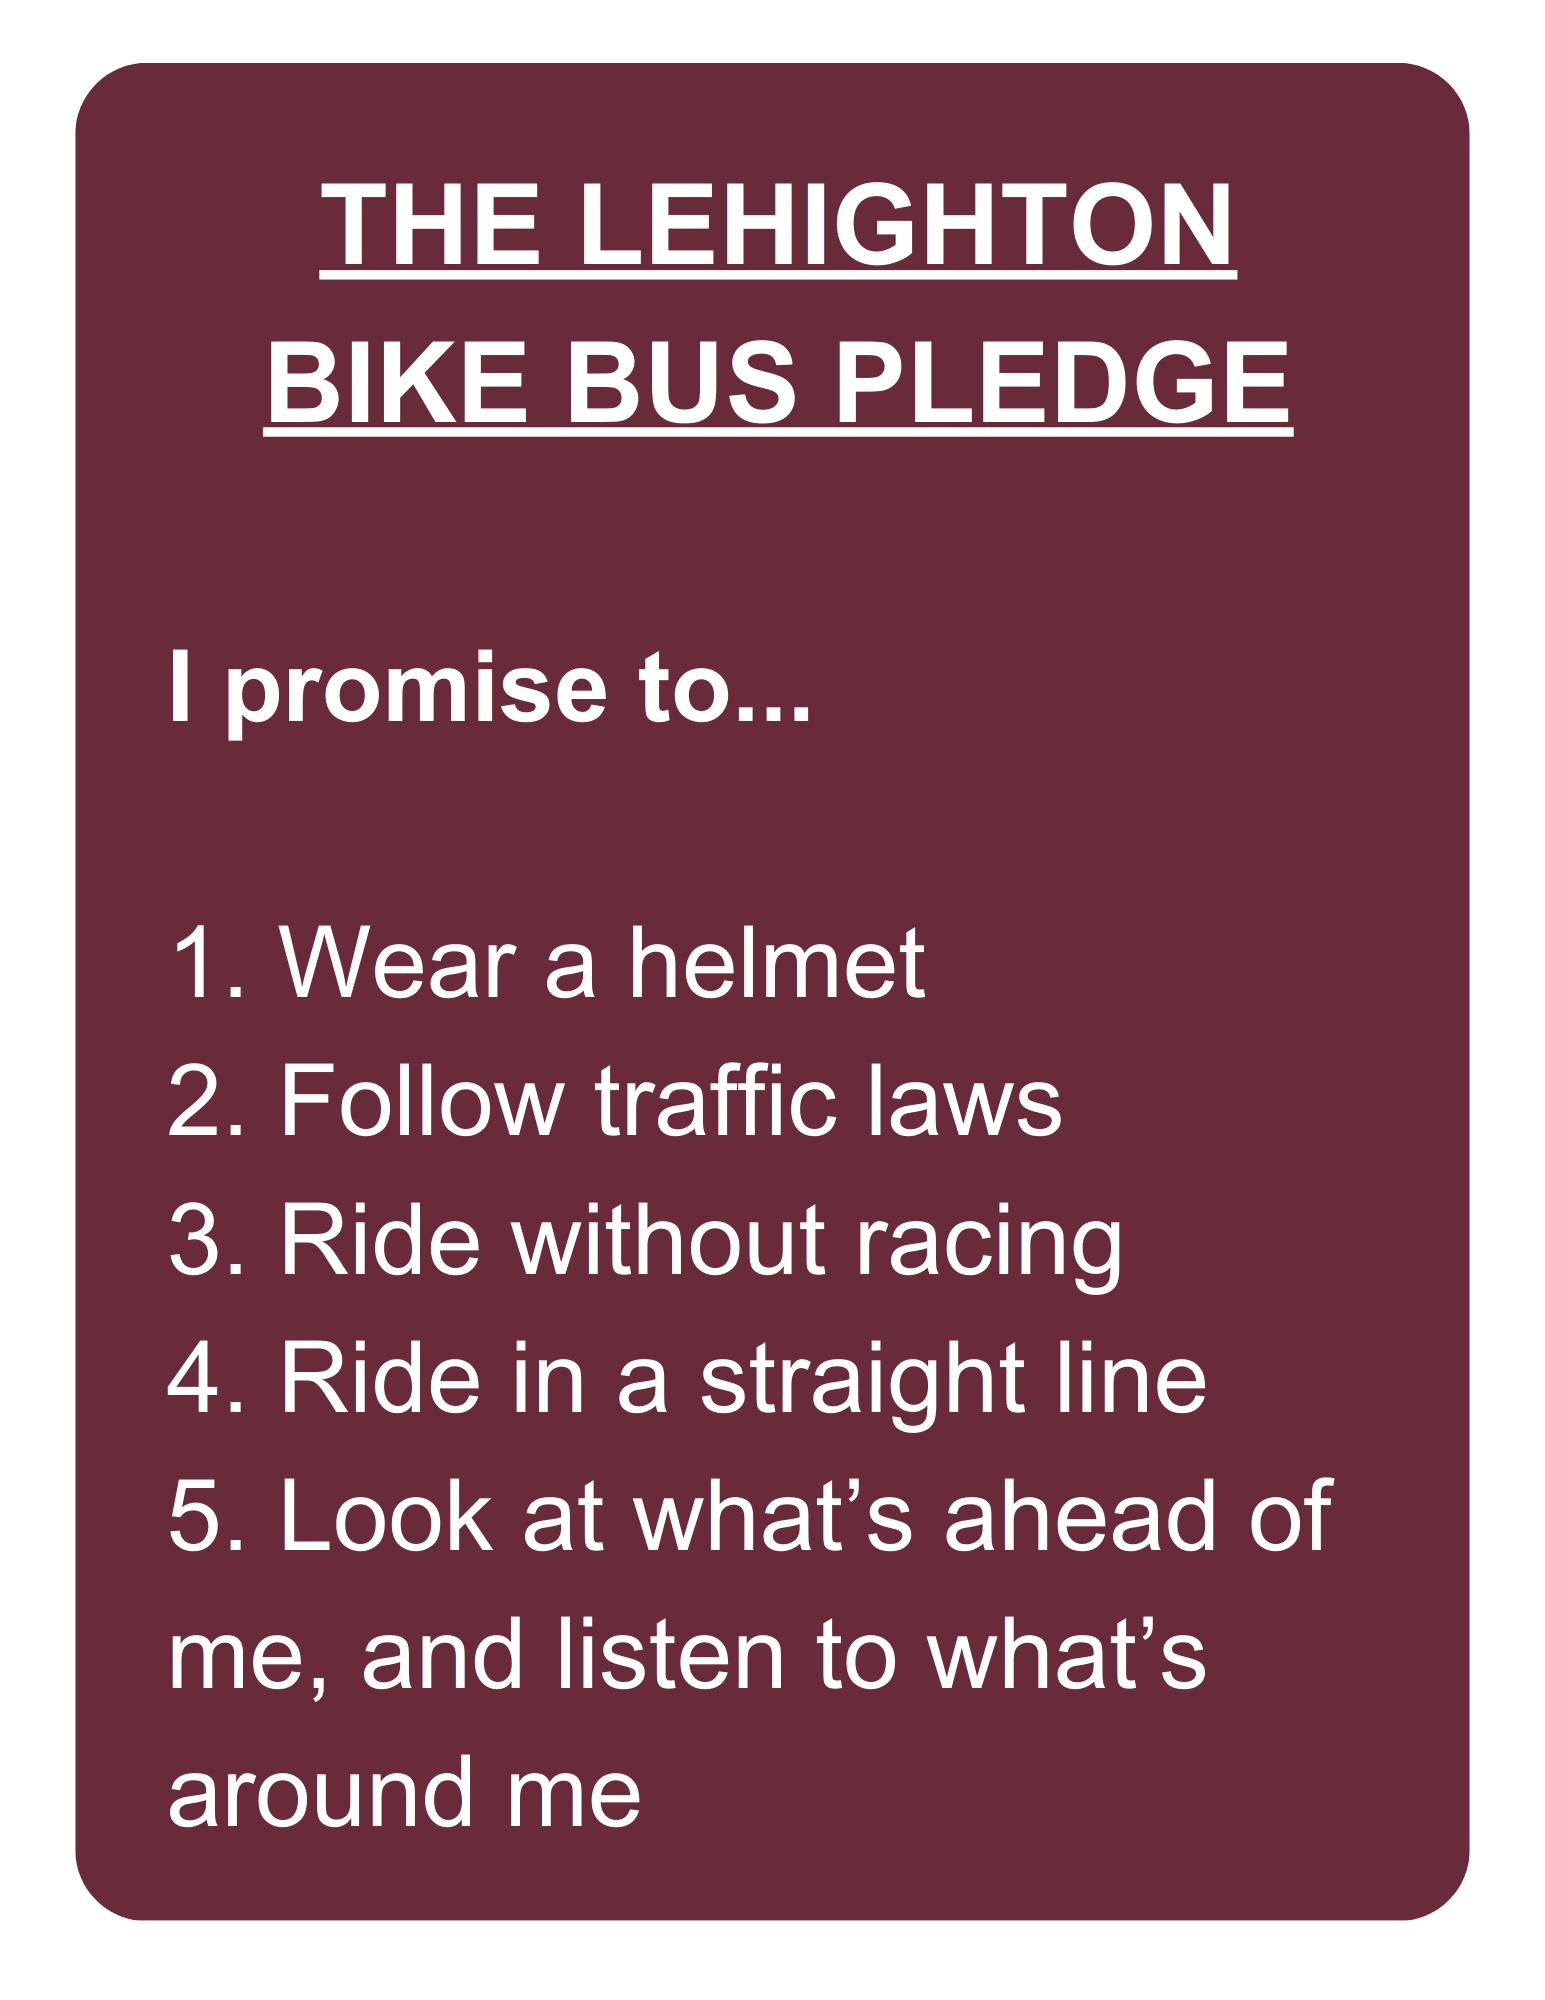 THE LEHIGHTON
BIKE BUS PLEDGE
I promise to...
1. Wear a helmet
2. Follow traffic laws
3. Ride without racing
4. Ride in a straight line
5. Look at what’s ahead of
me, and listen to what’s
around me